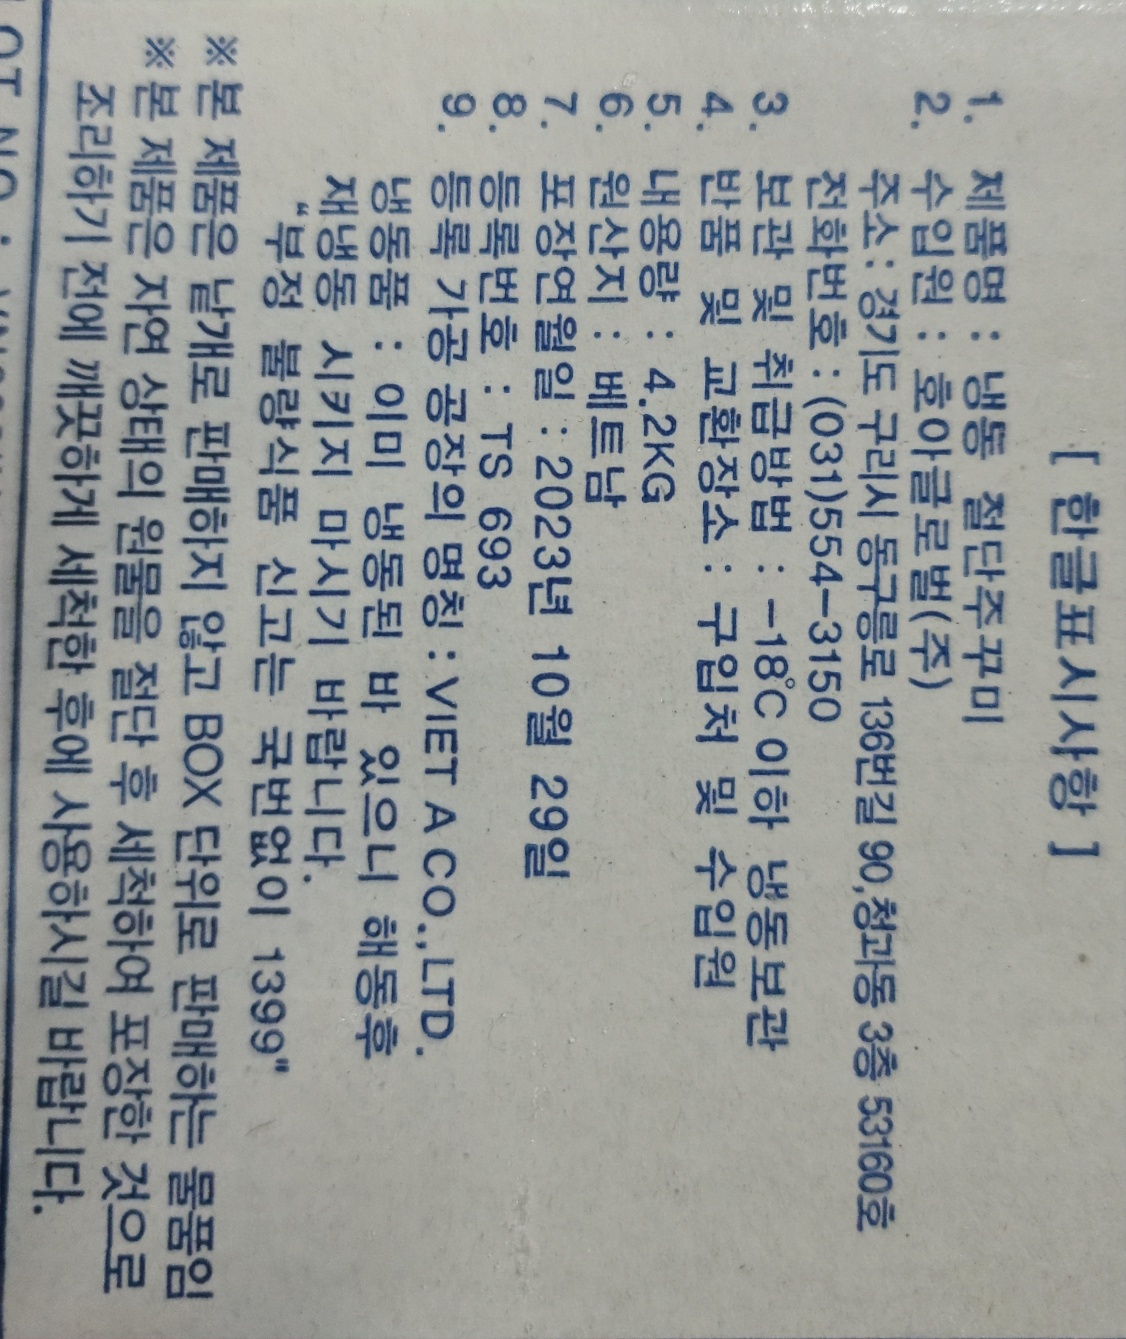 [ 한글표시사항 ]
1. 제품명 : 냉동 절단주꾸미
2. 수입원 : 호아글로벌(주)
주소 : 경기도 구리시 동구릉로 136번길 90,청과동 3층 53160호
전화번호 : (031)554-3150
3. 보관 및 취급방법 : -18℃ 이하 냉동보관
4. 반품 및 교환장소 : 구입처 및 수입원
5. 내용량 : 4.2KG
6. 원산지 : 베트남
7. 포장연월일 : 2023년 10월 29일
8. 등록번호 : TS 693
9. 등록 가공 공장의 명칭 : VIET A CO.,LTD.
냉동품 : 이미 냉동된 바 있으니 해동후
재냉동 시키지 마시기 바랍니다.
"부정 불량식품 신고는 국번없이 1399"
※ 본 제품은 낱개로 판매하지 않고 BOX 단위로 판매하는 물품임
※ 본 제품은 자연 상태의 원물을 절단 후 세척하여 포장한 것으로
조리하기 전에 깨끗하게 세척한 후에 사용하시길 바랍니다.
LOT NO :